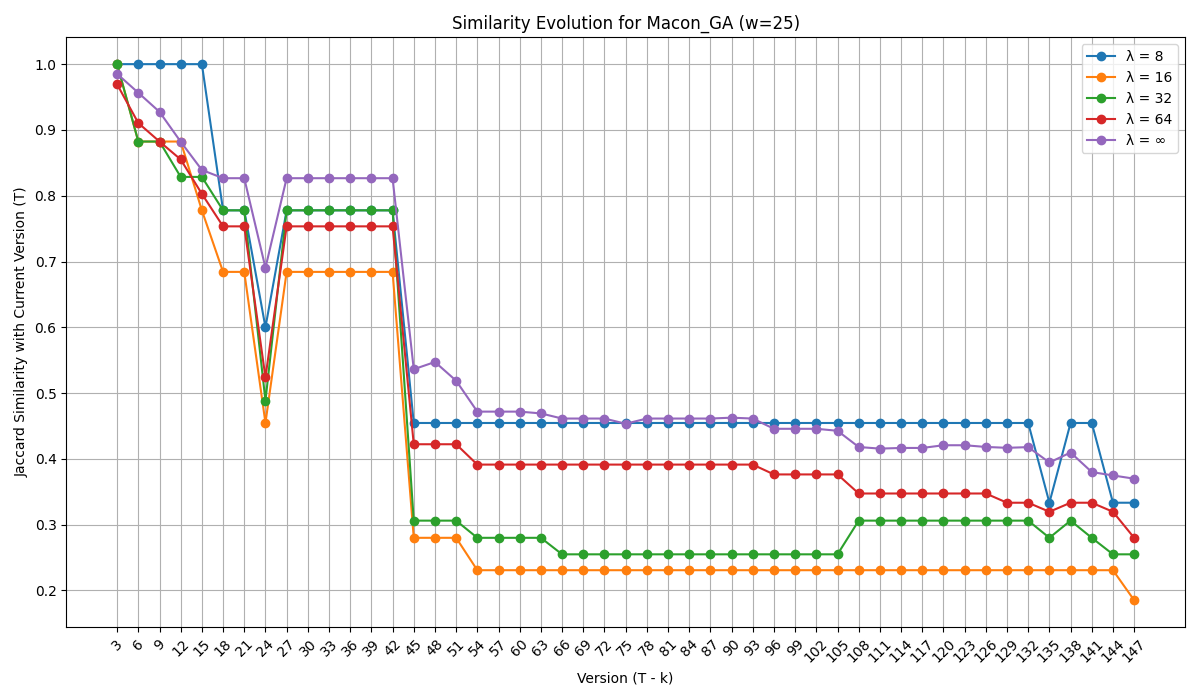 Similarity Evolution for Macon_GA (w=25)
Jaccard Similarity with Current Version (T)
1.0
0.9
0.8
0.7
0.6
0.5
0.4
0.3
0.2
λ = 8
λ = 16
λ = 32
λ = 64
λ = ∞
3 6 9 12 15 18 21 24 27 30 33 36 39 42 45 48 51 54 57 60 63 66 69 72 75 78 81 84 87 90 93 96 99 102 105 108 111 114 117 120 123 126 129 132 135 138 141 144 147
Version (T - k)